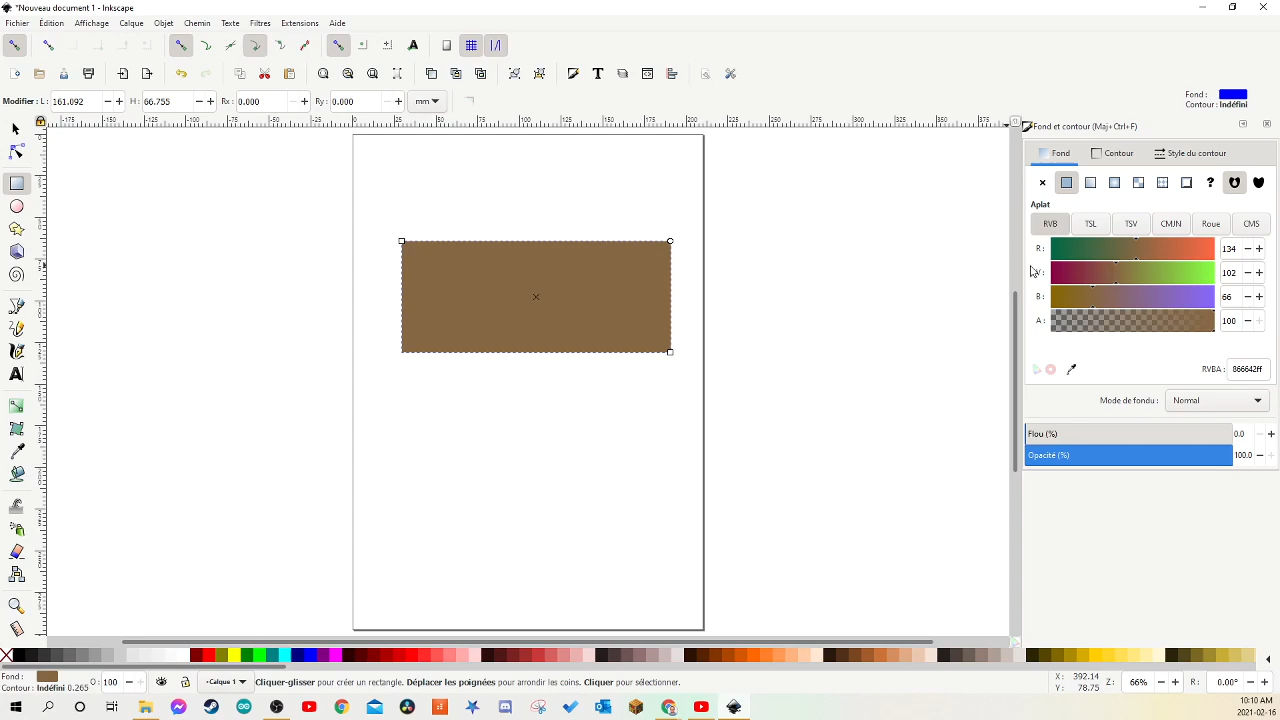 *Nouveau document 1 - Inkscape
Fichier Édition Affichage Calque Objet Chemin Texte Filtres Extensions Aide
Modifier : L: 161.092 H: 66.755 Rx: 0.000 Ry: 0.000 mm
Fond : 
Contour : Indéfini
Fond et contour (Maj+Ctrl+F)
Fond Contour Style du contour
Aplat
RVB TSL TSV CMJN Roue CMS
R: 134
V: 102
B: 66
A: 100
RVBA : 866642ff
Mode de fondu : Normal
Flou (%) 0.0
Opacité (%) 100.0
Fond :
Contour : Indéfini 0.265
O: 100
Calque 1
Cliquer-glisser pour créer un rectangle. Déplacer les poignées pour arrondir les coins. Cliquer pour sélectionner.
X: 392.14
Y: 78.75
Z: 66%
R: 0.00°
10:10 AM
2021-02-16